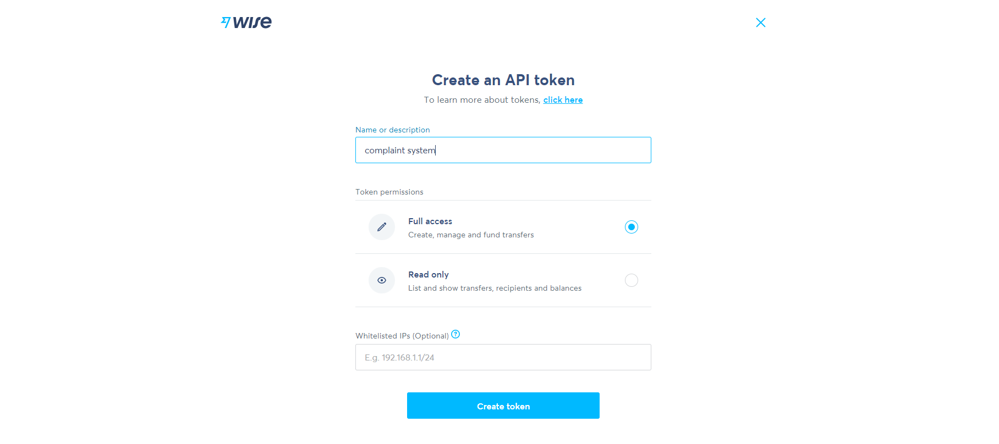 wise
Create an API token
To learn more about tokens, click here
Name or description
complaint system
Token permissions
Full access
Create, manage and fund transfers
Read only
List and show transfers, recipients and balances
Whitelisted IPs (Optional) ?
E.g. 192.168.1.1/24
Create token